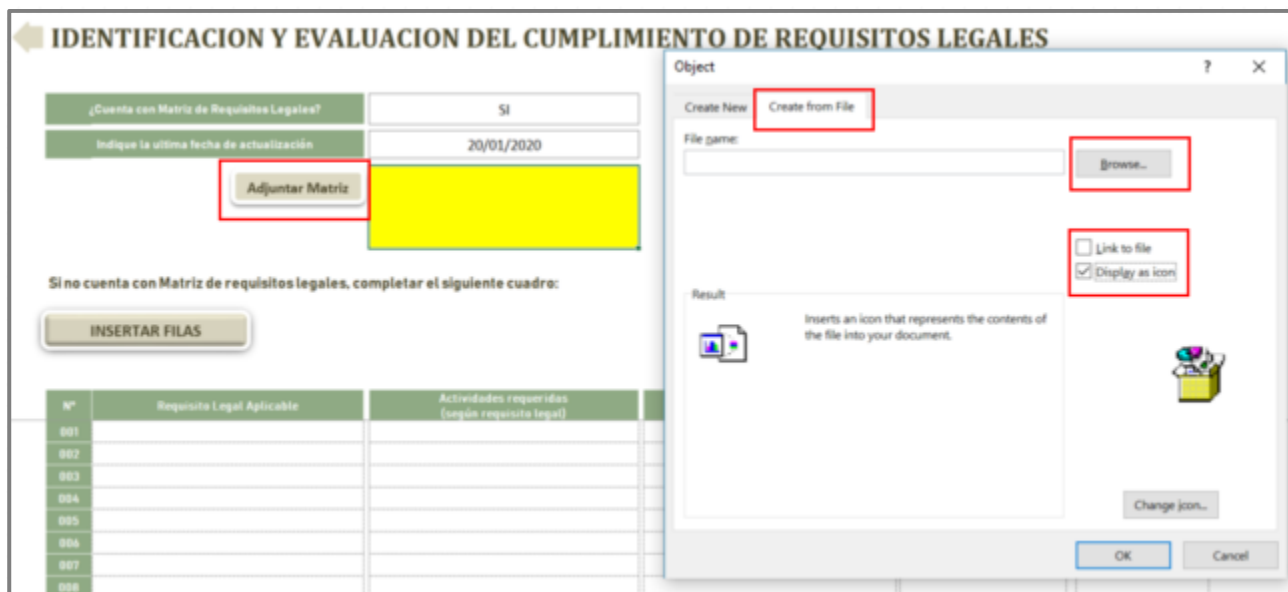 IDENTIFICACION Y EVALUACION DEL CUMPLIMIENTO DE REQUISITOS LEGALES
¿Cuenta con Matriz de Requisitos Legales? SI
Indique la ultima fecha de actualización 20/01/2020
Adjuntar Matriz
Si no cuenta con Matriz de requisitos legales, completar el siguiente cuadro:
INSERTAR FILAS
N° Requisito Legal Aplicable Actividades requeridas
(según requisito legal)
001
002
003
004
005
006
007
008
Object ? X
Create New Create from File
File name:
Browse...
Link to file
Display as icon
Result
Inserts an icon that represents the contents of
the file into your document.
Change icon...
OK Cancel